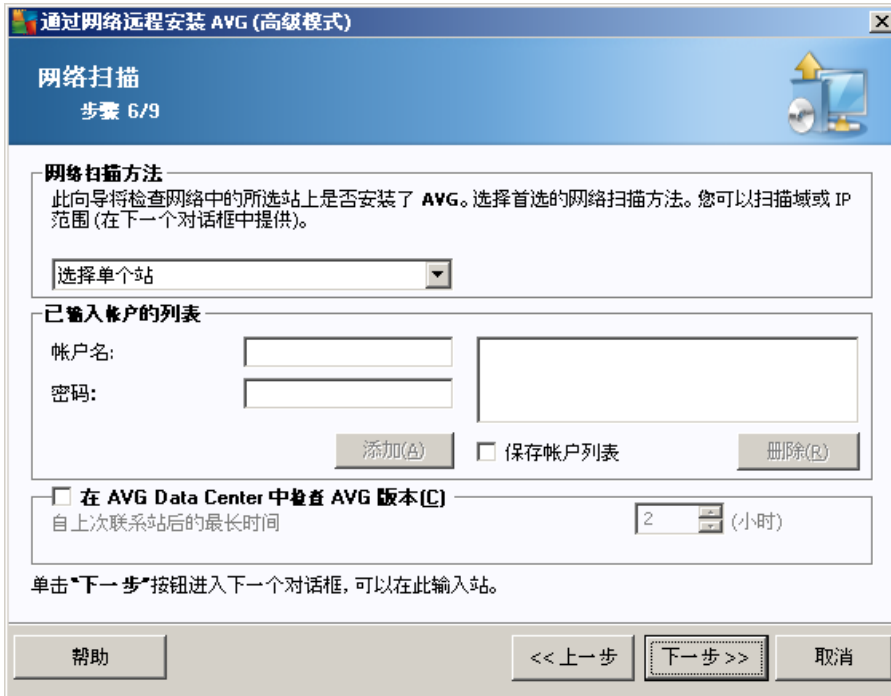 通过网络远程安装 AVG (高级模式)
网络扫描
步骤 6/9
网络扫描方法
此向导将检查网络中的所选站上是否安装了 AVG。选择首选的网络扫描方法。您可以扫描域或 IP
范围 (在下一个对话框中提供)。
选择单个站
已输入帐户的列表
帐户名:
密码:
添加(A)
保存帐户列表
删除(R)
在 AVG Data Center 中检查 AVG 版本(C)
自上次联系站后的最长时间
2
(小时)
单击“下一步”按钮进入下一个对话框, 可以在此输入站。
帮助
<< 上一步
下一步 >>
取消